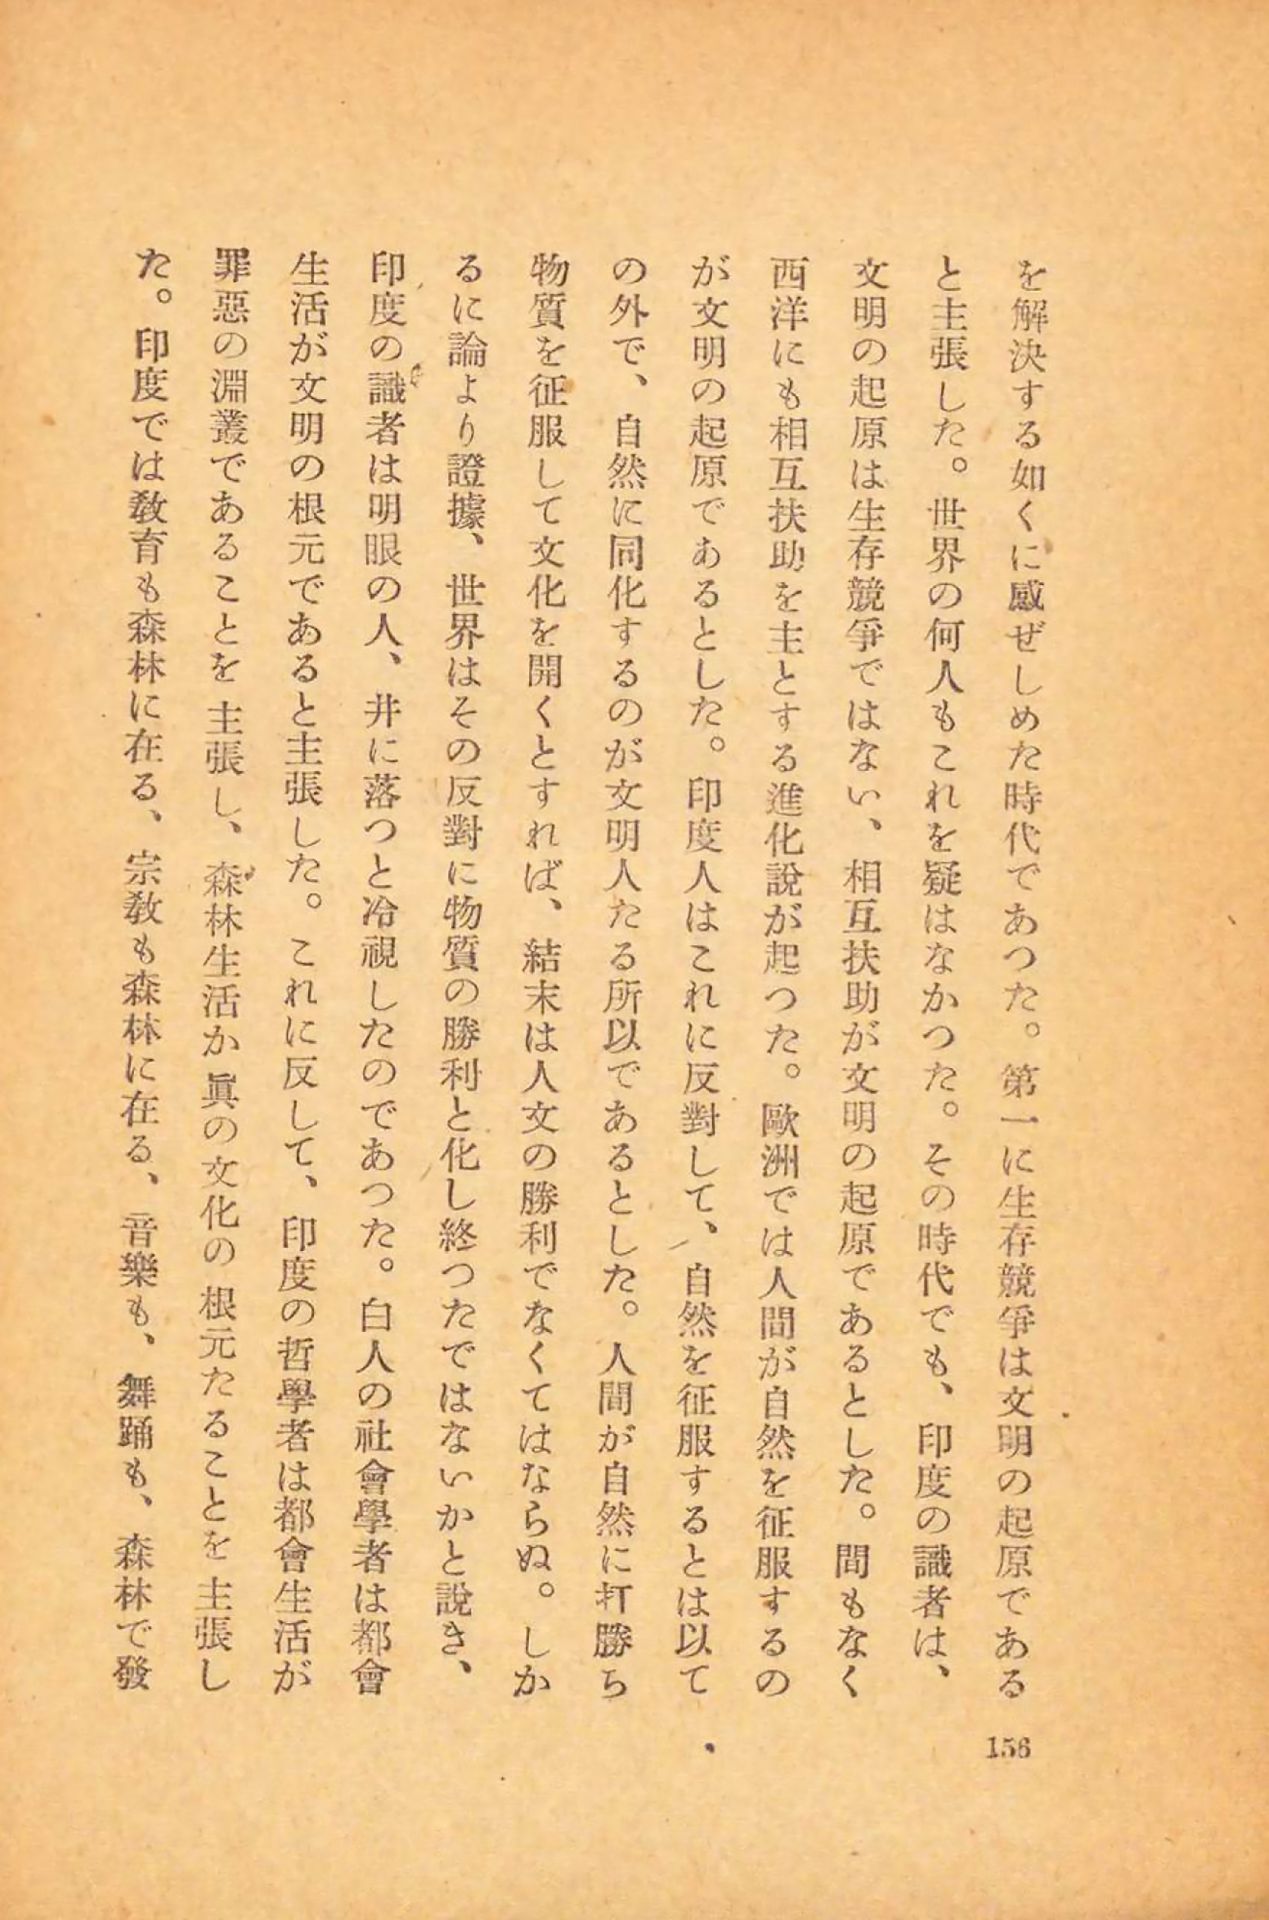 を解決する如くに感ぜしめた時代であつた。第一に生存競爭は文明の起原である
と主張した。世界の何人もこれを疑はなかつた。その時代でも、印度の識者は、
文明の起原は生存競爭ではない、相互扶助が文明の起原であるとした。間もなく
西洋にも相互扶助を主とする進化說が起つた。歐洲では人間が自然を征服するの
が文明の起原であるとした。印度人はこれに反對して、自然を征服するとは以て
の外で、自然に同化するのが文明人たる所以であるとした。人間が自然に打勝ち
物質を征服して文化を開くとすれば、結末は人文の勝利でなくてはならぬ。しか
るに論より證據、世界はその反對に物質の勝利と化し終つたではないかと說き、
印度の識者は明眼の人、井に落つと冷視したのであつた。白人の社會學者は都會
生活が文明の根元であると主張した。これに反して、印度の哲學者は都會生活が
罪惡の淵叢であることを主張し、森林生活か眞の文化の根元たることを主張し
た。印度では敎育も森林に在る、宗敎も森林に在る、音樂も、舞踊も、森林で發
156